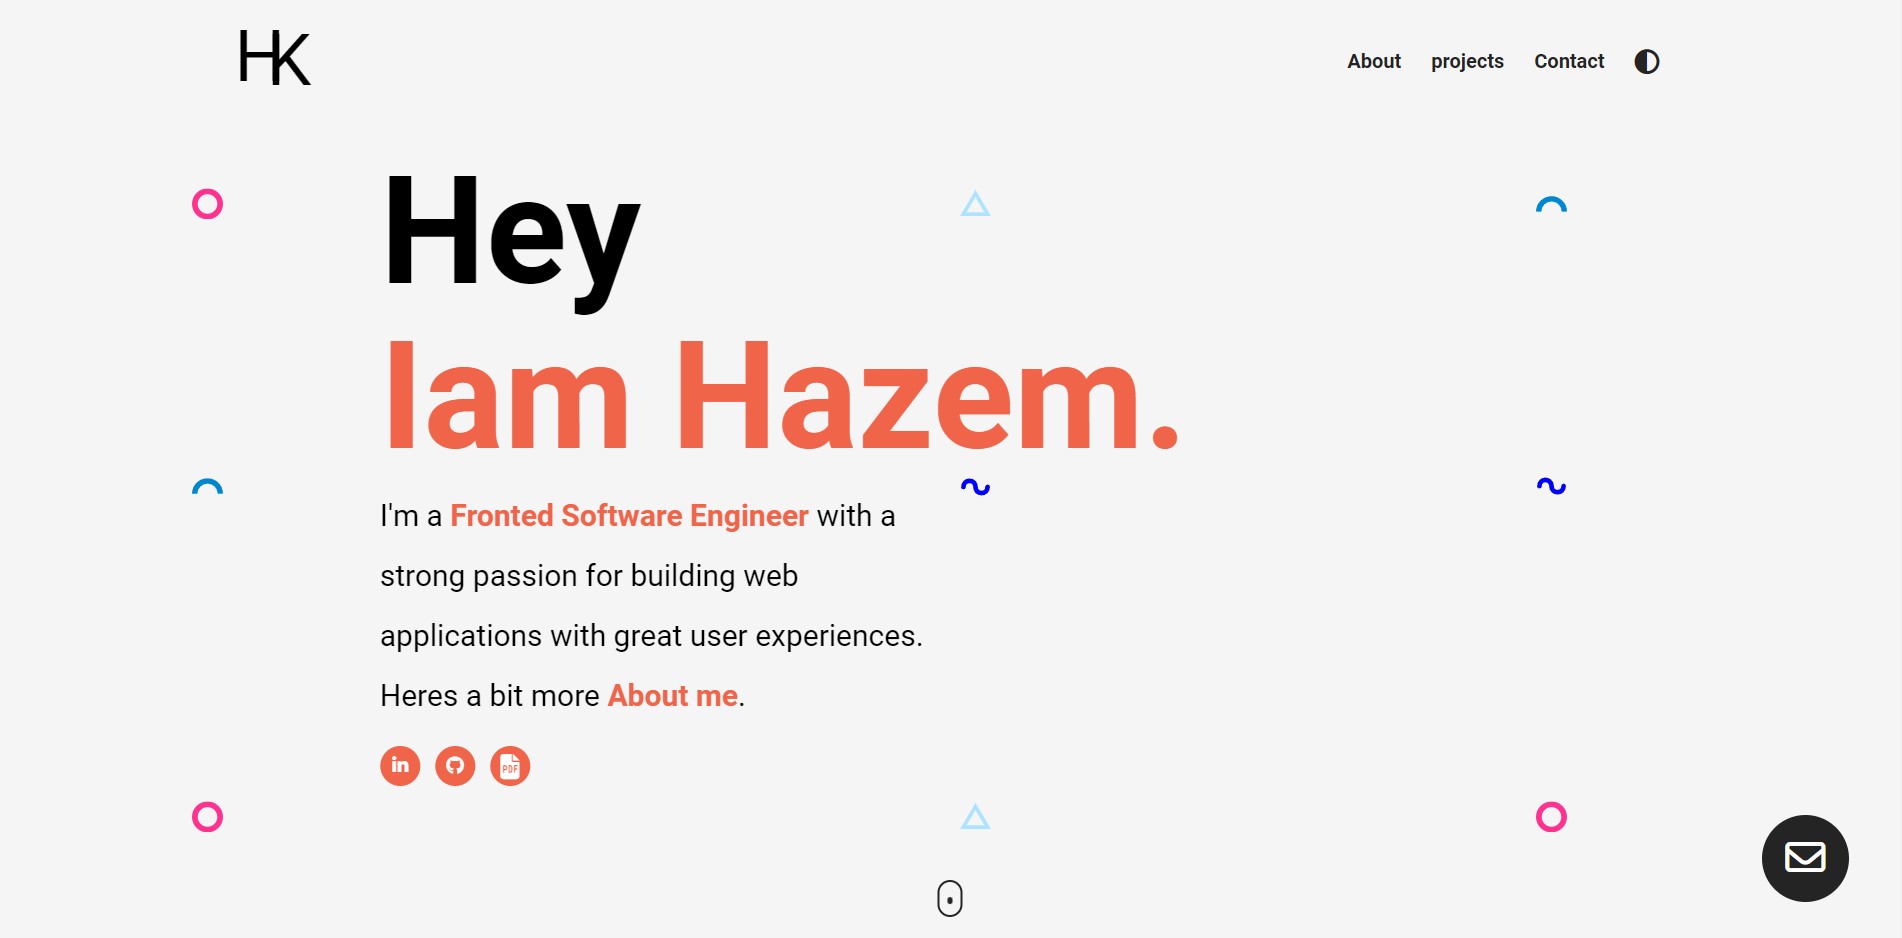 HK
About projects Contact
Hey
Iam Hazem.
I'm a Fronted Software Engineer with a
strong passion for building web
applications with great user experiences.
Heres a bit more About me.
in PDF